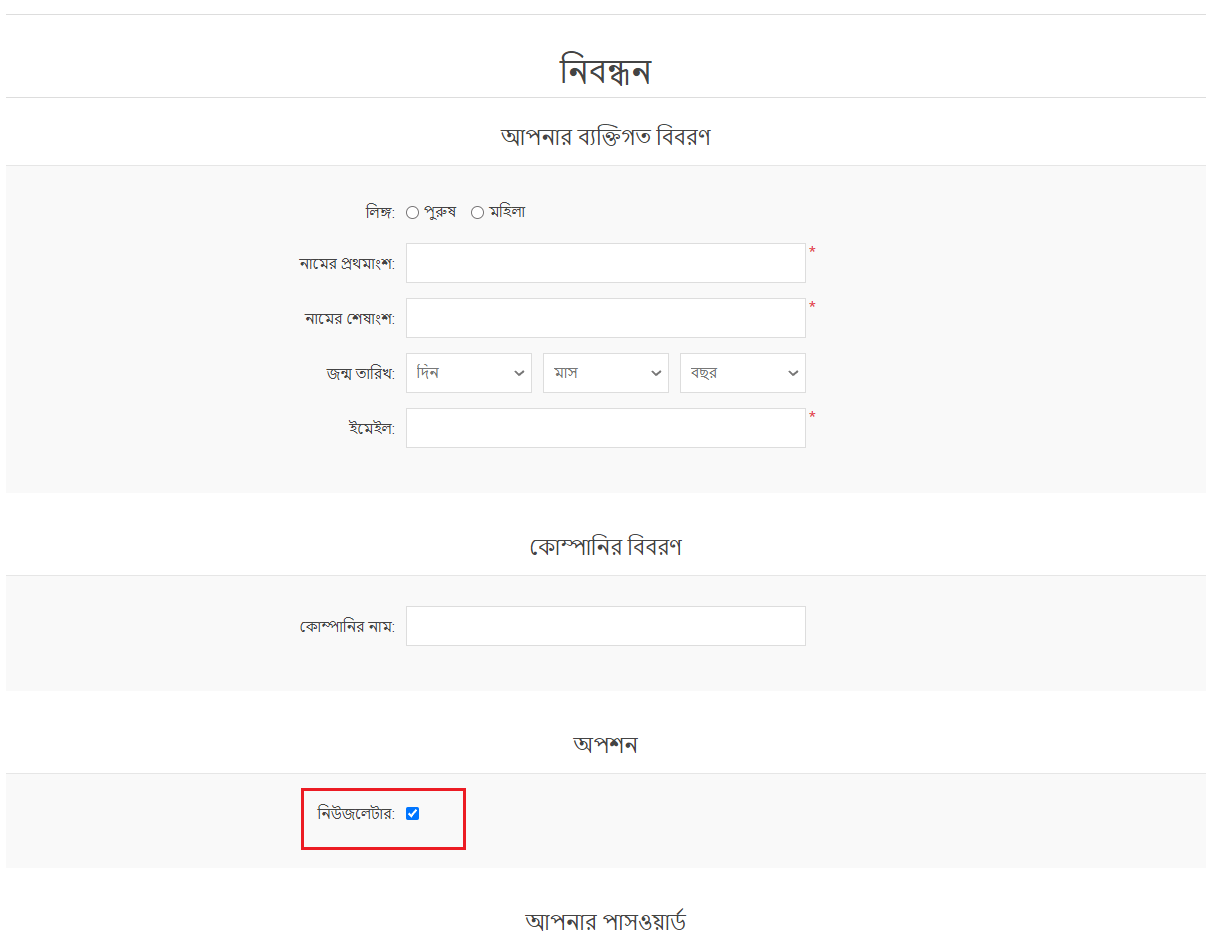 নিবন্ধন
আপনার ব্যক্তিগত বিবরণ
লিঙ্গ: পুরুষ মহিলা
নামের প্রথমাংশ: *
নামের শেষাংশ: *
জন্ম তারিখ: দিন মাস বছর
ইমেইল: *
কোম্পানির বিবরণ
কোম্পানির নাম:
অপশন
নিউজলেটার:
আপনার পাসওয়ার্ড